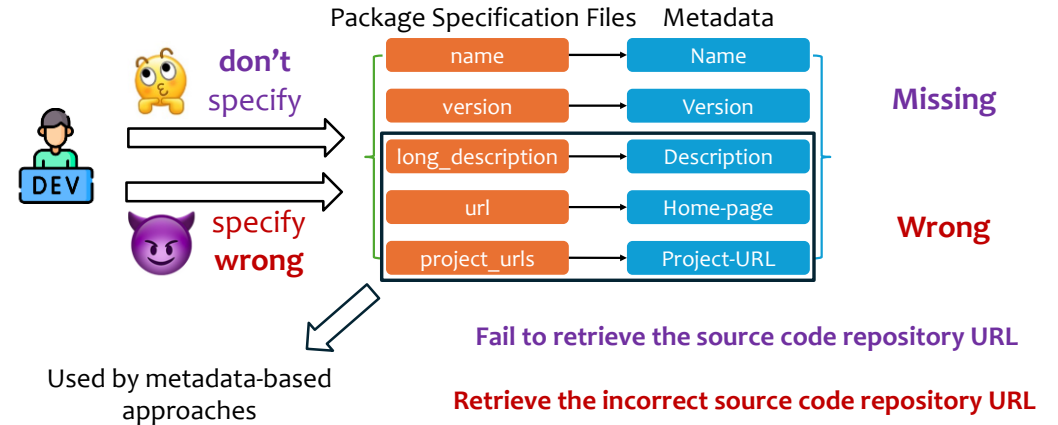 Package Specification Files
Metadata
don't
specify
name
Name
version
Version
Missing
long_description
Description
DEV
url
Home-page
specify
wrong
Wrong
project_urls
Project-URL
Fail to retrieve the source code repository URL
Used by metadata-based
approaches
Retrieve the incorrect source code repository URL